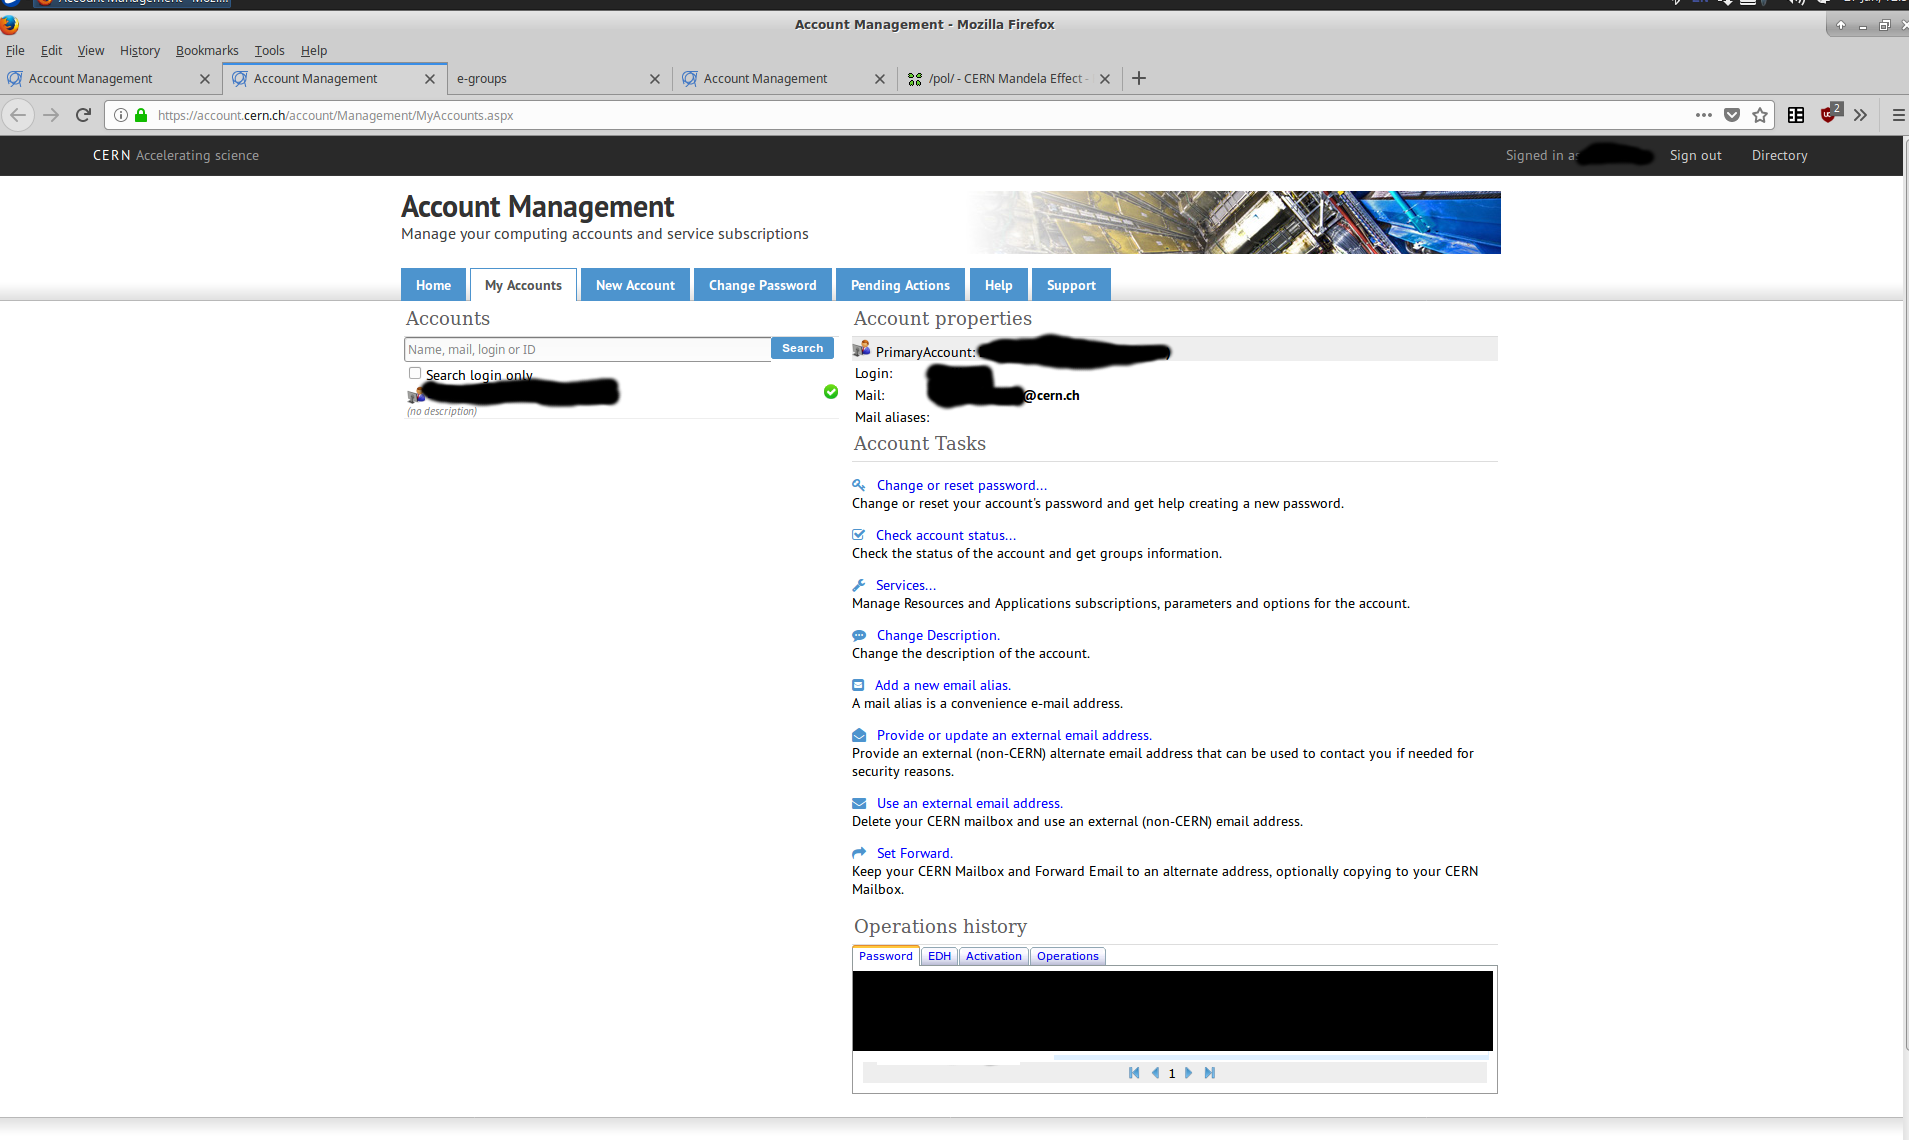 Account Management - Mozilla Firefox
File Edit View History Bookmarks Tools Help
Account Management
Account Management
e-groups
Account Management
/pol/ - CERN Mandela Effect -
https://account.cern.ch/account/Management/MyAccounts.aspx
2
CERN Accelerating science
Signed in as
Sign out
Directory
Account Management
Manage your computing accounts and service subscriptions
Home
My Accounts
New Account
Change Password
Pending Actions
Help
Support
Accounts
Name, mail, login or ID
Search
Search login only
(no description)
Account properties
PrimaryAccount:
Login:
Mail: @cern.ch
Mail aliases:
Account Tasks
Change or reset password...
Change or reset your account's password and get help creating a new password.
Check account status...
Check the status of the account and get groups information.
Services...
Manage Resources and Applications subscriptions, parameters and options for the account.
Change Description.
Change the description of the account.
Add a new email alias.
A mail alias is a convenience e-mail address.
Provide or update an external email address.
Provide an external (non-CERN) alternate email address that can be used to contact you if needed for
security reasons.
Use an external email address.
Delete your CERN mailbox and use an external (non-CERN) email address.
Set Forward.
Keep your CERN Mailbox and Forward Email to an alternate address, optionally copying to your CERN
Mailbox.
Operations history
Password EDH Activation Operations
1